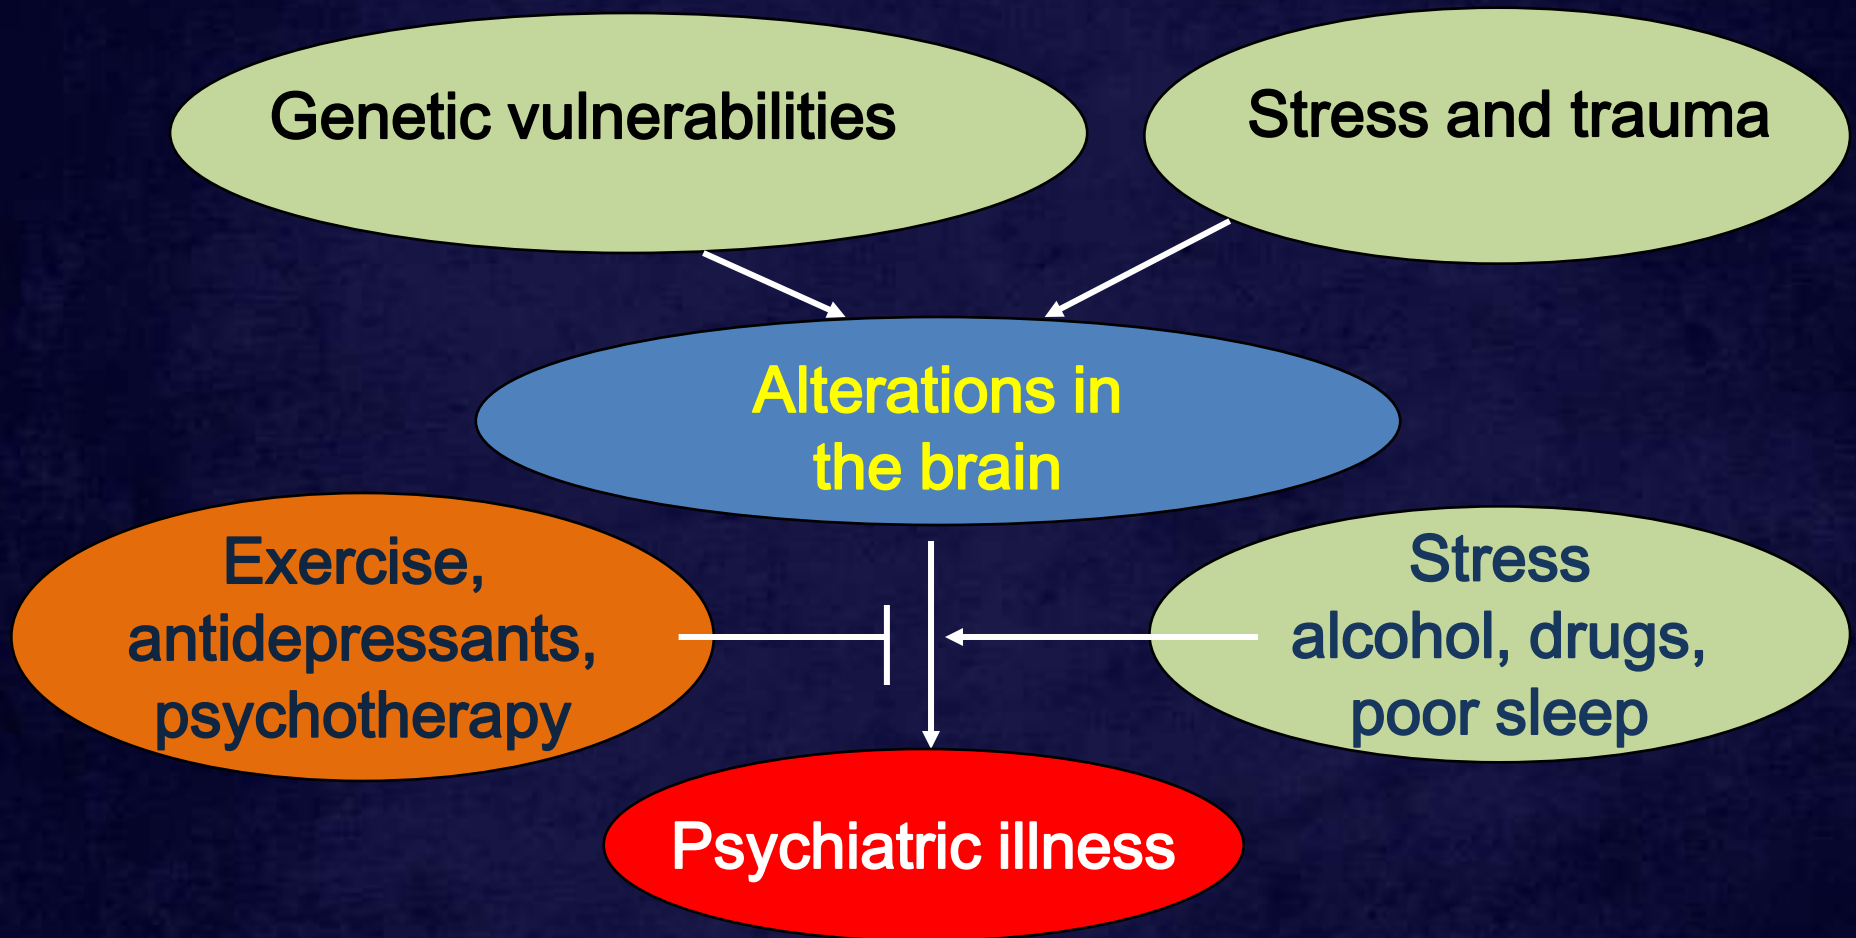 Genetic vulnerabilities
Stress and trauma
Alterations in
the brain
Exercise,
antidepressants,
psychotherapy
Stress
alcohol, drugs,
poor sleep
Psychiatric illness